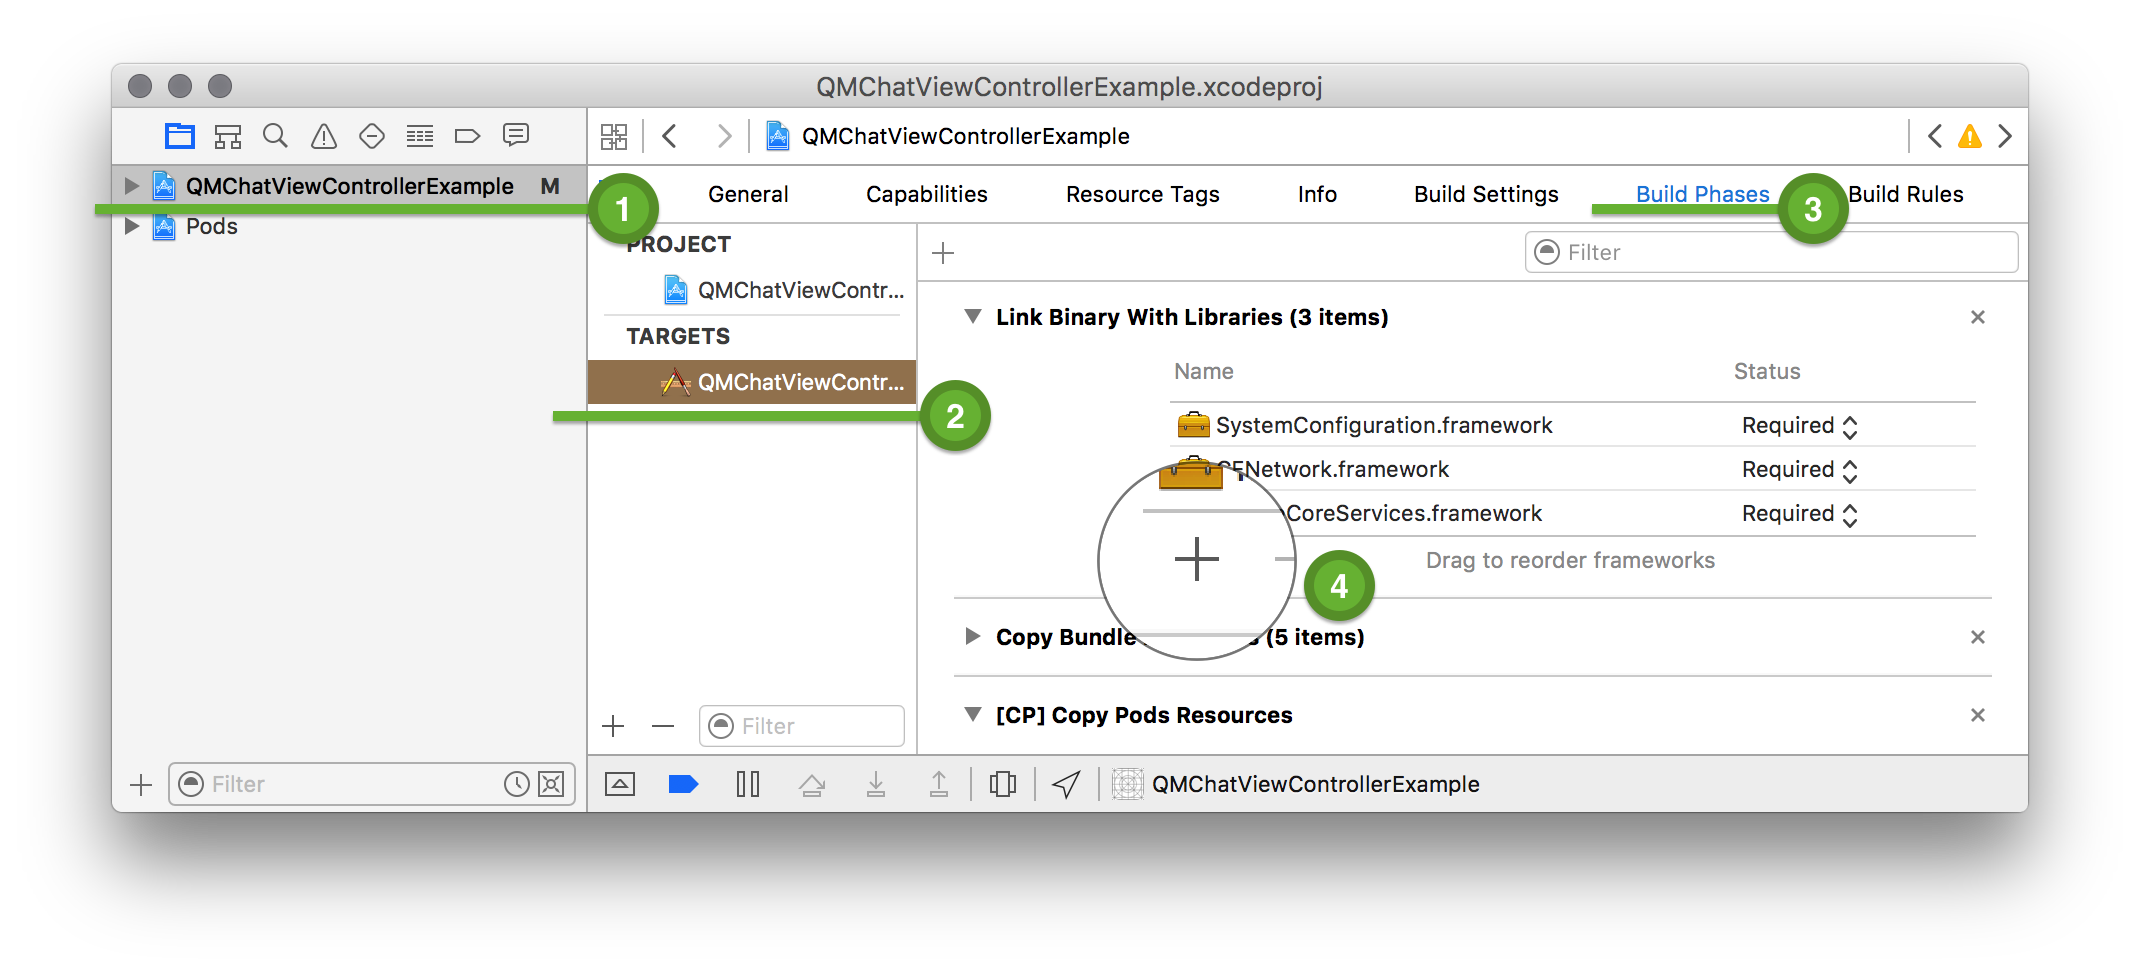 QMChatViewControllerExample.xcodeproj
QMChatViewControllerExample
QMChatViewControllerExample M
1
General Capabilities Resource Tags Info Build Settings Build Phases 3 Build Rules
Pods
PROJECT
Filter
QMChatViewContr...
Link Binary With Libraries (3 items)
TARGETS
Name Status
QMChatViewContr...
2
SystemConfiguration.framework Required
CFNetwork.framework Required
CoreServices.framework Required
Drag to reorder frameworks
4
Copy Bundle (5 items)
[CP] Copy Pods Resources
Filter
Filter
QMChatViewControllerExample